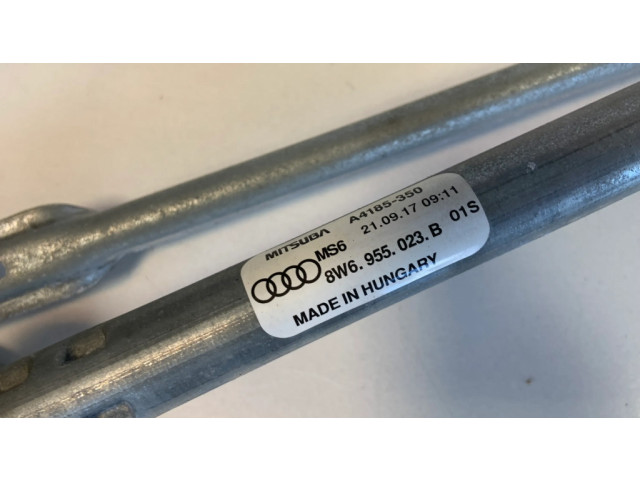 MITSUBA A4185-350
MS6 21.09.17 09:11
8W6.955.023.B 01S
MADE IN HUNGARY